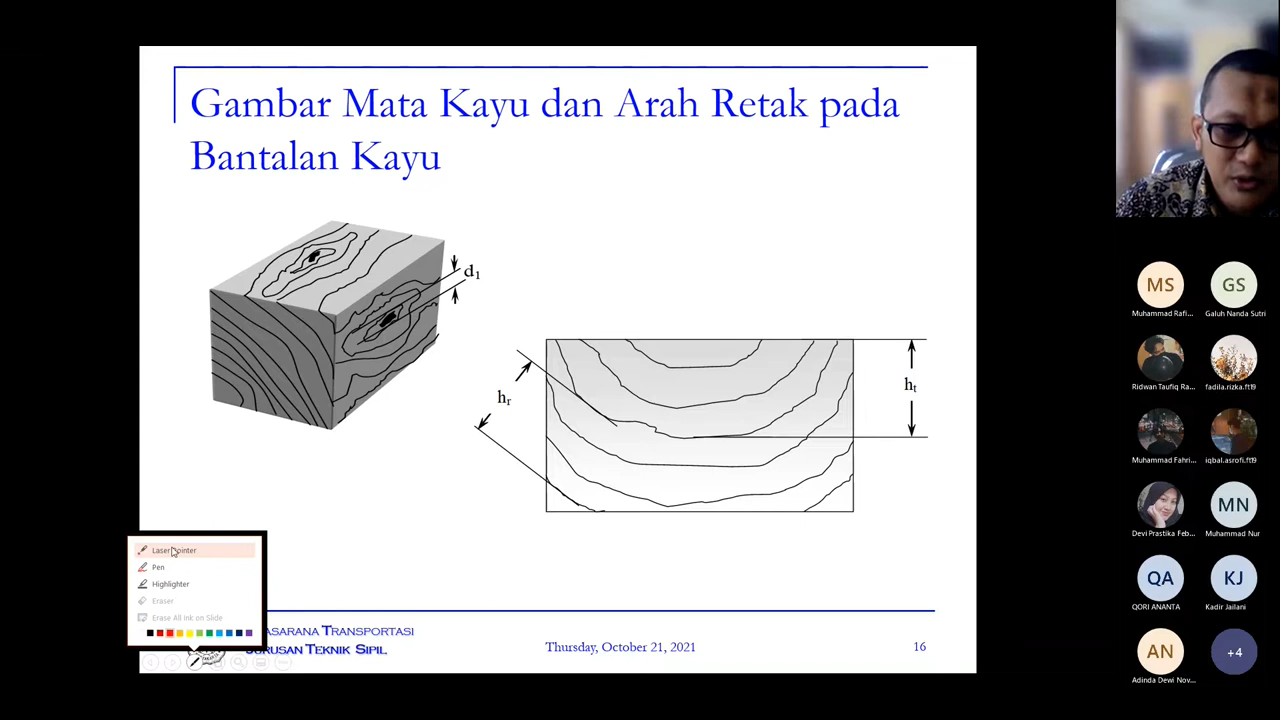 Gambar Mata Kayu dan Arah Retak pada
Bantalan Kayu
d1
hr
ht
Laser Pointer
Pen
Highlighter
Eraser
Erase All Ink on Slide
ASARANA TRANSPORTASI
JURUSAN TEKNIK SIPIL
Thursday, October 21, 2021
16
MS
GS
Muhammad Rafi...
Galuh Nanda Sutri
Ridwan Taufiq Ra...
fadila.rizka.ft19
Muhammad Fahri...
iqbal.asrofi.ft19
MN
Devi Prastika Feb...
Muhammad Nur
QA
KJ
QORI ANANTA
Kadir Jailani
AN
+4
Adinda Dewi Nov...